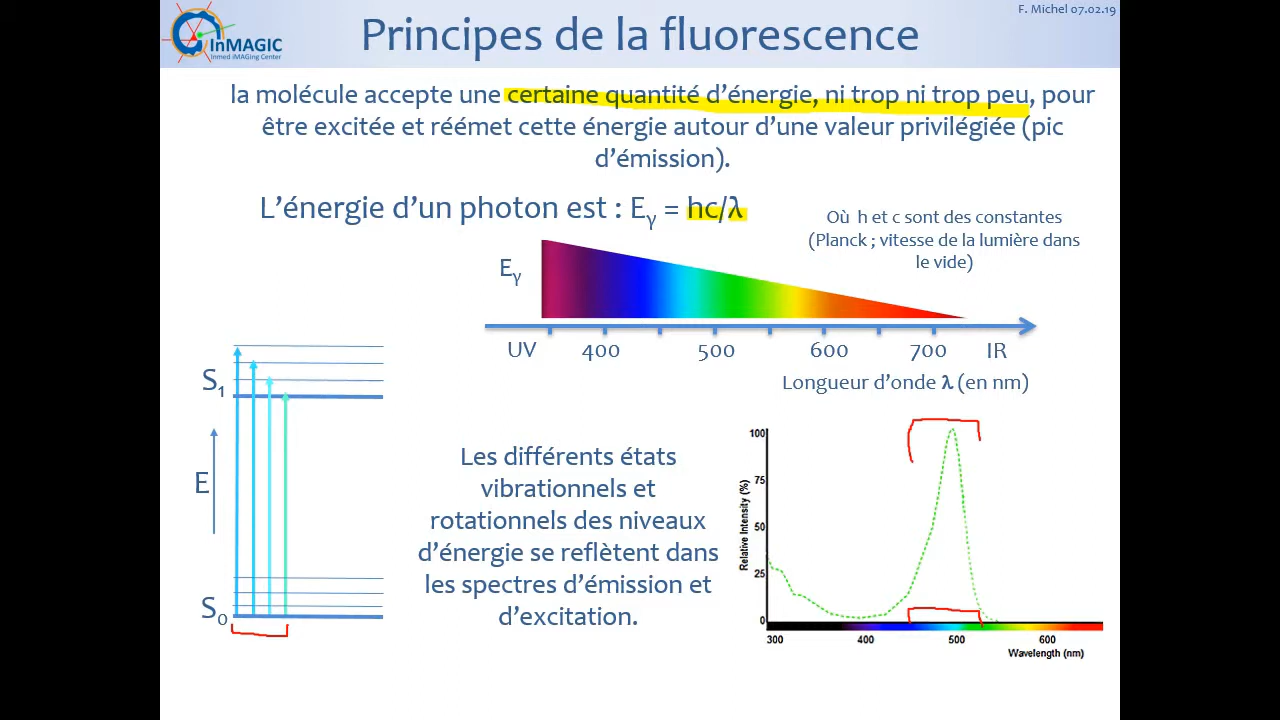 F. Michel 07.02.19
InMAGIC
Inmed iMAGing Center
Principes de la fluorescence
la molécule accepte une certaine quantité d'énergie, ni trop ni trop peu, pour
être excitée et réémet cette énergie autour d'une valeur privilégiée (pic
d'émission).
L'énergie d'un photon est : Eγ = hc/λ
Où h et c sont des constantes
(Planck ; vitesse de la lumière dans
le vide)
Eγ
UV 400 500 600 700 IR
Longueur d'onde λ (en nm)
S1
E
S0
Les différents états
vibrationnels et
rotationnels des niveaux
d'énergie se reflètent dans
les spectres d'émission et
d'excitation.
Relative Intensity (%)
100
75
50
25
0
300 400 500 600
Wavelength (nm)